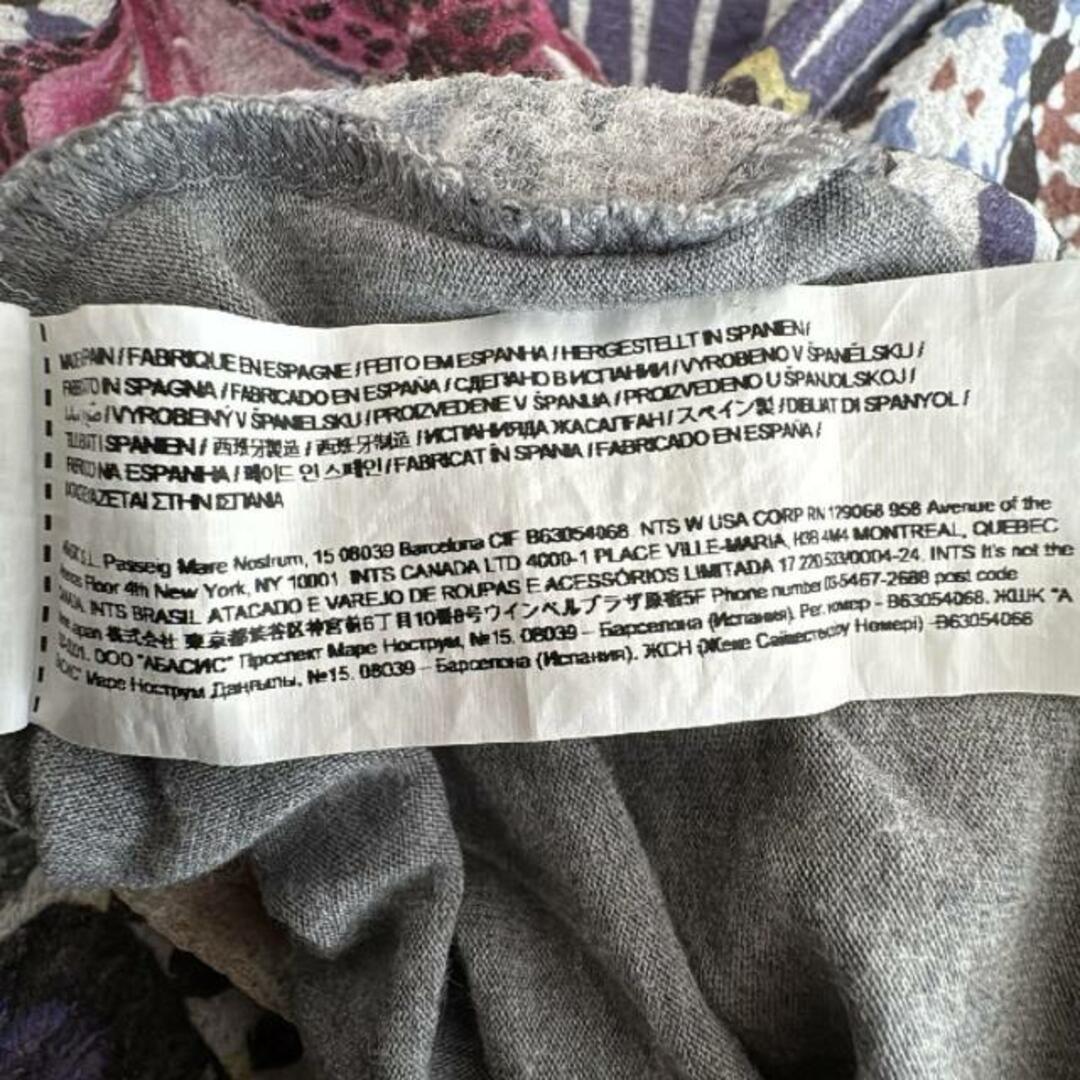 PAIN / FABRIQUE EN ESPAGNE / FEITO EM ESPANHA / HERGESTELLT IN SPANIEN /
IN SPAGNA / FABRICADO EN ESPAÑA / СДЕЛАНО В ИСПАНИИ / VYROBENO V ŠPANĚLSKU /
/ VYROBENÝ V ŠPANIELSKU / PROIZVEDENE V ŠPANIJA / PROIZVEDENO U ŠPANJOLSKOJ /
I SPANIEN / 西班牙製造 / 西班牙制造 / ИСПАНИЯДА ЖАСАЛҒАН / スペイン製 / DIBUAT DI SPANYOL /
NA ESPANHA / 메이드 인 스페인 / FABRICAT ÎN SPANIA / FABRICADO EN ESPAÑA /
ΣΤΗΝ ΙΣΠΑΝΙΑ
S.L. Passeig Mare Nostrum, 15 08039 Barcelona CIF B63054068. NTS W USA CORP RN 129068 958 Avenue of the
Floor 4th New York, NY 10001 INTS CANADA LTD 4000-1 PLACE VILLE-MARIA, H3B 4M4 MONTREAL, QUEBEC
INTS BRASIL ATACADO E VAREJO DE ROUPAS E ACESSÓRIOS LIMITADA 17 220 533/0004-24. INTS It's not the
Japan 株式会社 東京都渋谷区神宮前6丁目10番8号ウインベルプラザ原宿5F Phone number 03-5467-2688 post code
ООО "АБАСИС" Проспект Маре Нострум, №15. 08039 – Барселона (Испания). Рег. номер – B63054068. ЖШК "А
Маре Нострум Данғылы, №15. 08039 – Барселона (Испания). ЖСН (Жеке Сәйкестендіру Нөмері) –B63054068